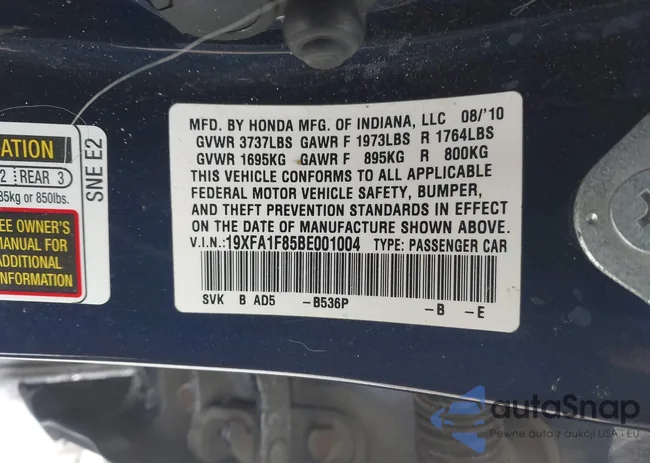 MFD. BY HONDA MFG. OF INDIANA, LLC 08/'10
GVWR 3737LBS GAWR F 1973LBS R 1764LBS
GVWR 1695KG GAWR F 895KG R 800KG
THIS VEHICLE CONFORMS TO ALL APPLICABLE
FEDERAL MOTOR VEHICLE SAFETY, BUMPER,
AND THEFT PREVENTION STANDARDS IN EFFECT
ON THE DATE OF MANUFACTURE SHOWN ABOVE.
V.I.N.:19XFA1F85BE001004 TYPE: PASSENGER CAR
SVK B AD5 -B536P -B -E
ATION
2 REAR 3
85kg or 850lbs.
EE OWNER'S
MANUAL FOR
ADDITIONAL
NFORMATION
SNE E2
autoSnap
Pewne auto z aukcji USA i EU